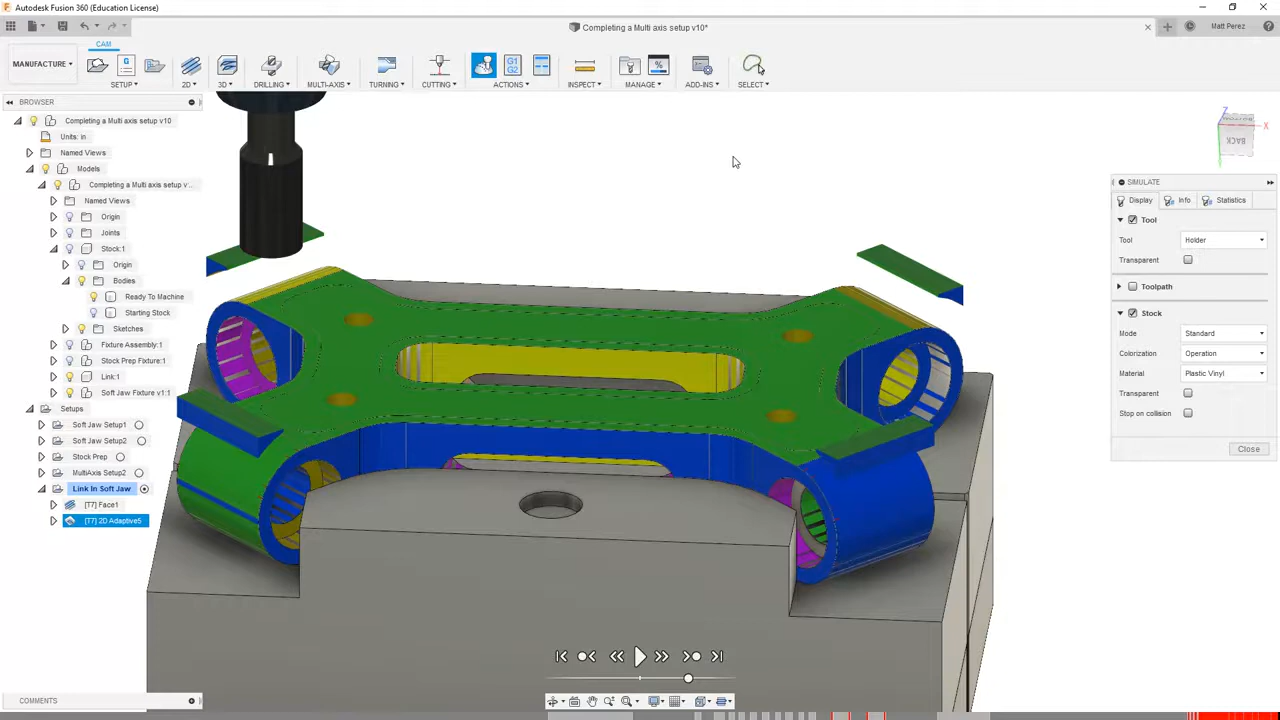 Autodesk Fusion 360 (Education License)
Completing a Multi axis setup v10*
Matt Perez
CAM
MANUFACTURE
SETUP
2D
3D
DRILLING
MULTI-AXIS
TURNING
CUTTING
G1
G2
ACTIONS
INSPECT
MANAGE
ADD-INS
SELECT
BROWSER
Completing a Multi axis setup v10
Units: in
Named Views
Models
Completing a Multi axis setup v'...
Named Views
Origin
Joints
Stock:1
Origin
Bodies
Ready To Machine
Starting Stock
Sketches
Fixture Assembly:1
Stock Prep Fixture:1
Link:1
Soft Jaw Fixture v1:1
Setups
Soft Jaw Setup1
Soft Jaw Setup2
Stock Prep
MultiAxis Setup2
Link In Soft Jaw
[T7] Face1
[T7] 2D Adaptive5
Z
X
BOTTOM
BACK
SIMULATE
Display
Info
Statistics
Tool
Tool
Holder
Transparent
Toolpath
Stock
Mode
Standard
Colorization
Operation
Material
Plastic Vinyl
Transparent
Stop on collision
Close
COMMENTS